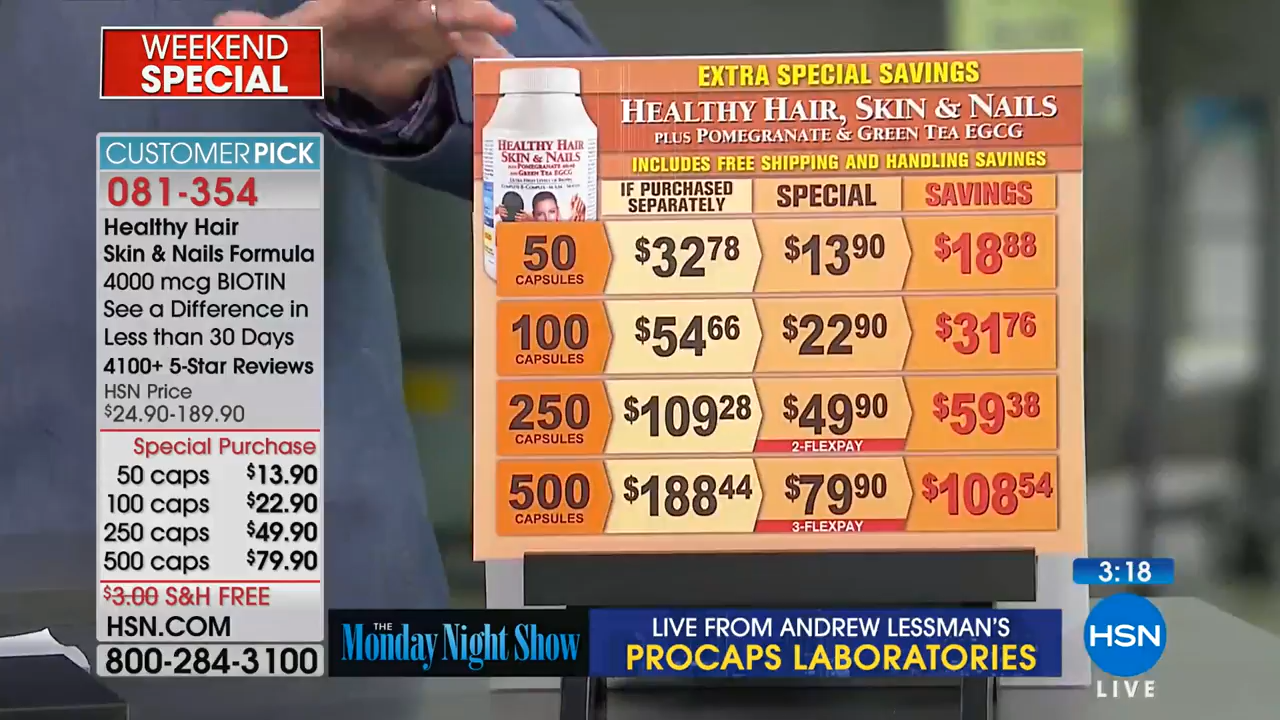 WEEKEND
SPECIAL
CUSTOMER PICK
081-354
Healthy Hair
Skin & Nails Formula
4000 mcg BIOTIN
See a Difference in
Less than 30 Days
4100+ 5-Star Reviews
HSN Price
$24.90-189.90
Special Purchase
50 caps $13.90
100 caps $22.90
250 caps $49.90
500 caps $79.90
$3.00 S&H FREE
HSN.COM
800-284-3100
EXTRA SPECIAL SAVINGS
HEALTHY HAIR, SKIN & NAILS
PLUS POMEGRANATE & GREEN TEA EGCG
INCLUDES FREE SHIPPING AND HANDLING SAVINGS
IF PURCHASED SEPARATELY SPECIAL SAVINGS
50 CAPSULES $32.78 $13.90 $18.88
100 CAPSULES $54.66 $22.90 $31.76
250 CAPSULES $109.28 $49.90 $59.38
2-FLEXPAY
500 CAPSULES $188.44 $79.90 $108.54
3-FLEXPAY
HEALTHY HAIR
SKIN & NAILS
GREEN TEA EGCG
THE
Monday Night Show
LIVE FROM ANDREW LESSMAN'S
PROCAPS LABORATORIES
3:18
HSN
LIVE